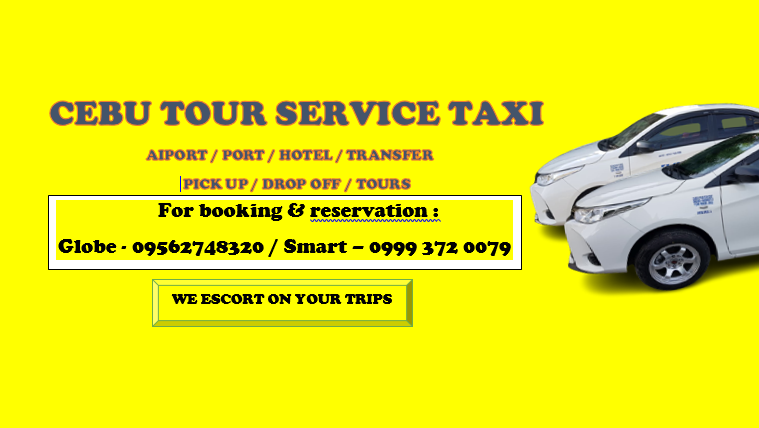 CEBU TOUR SERVICE TAXI
AIPORT / PORT / HOTEL / TRANSFER
PICK UP / DROP OFF / TOURS
For booking & reservation :
Globe - 09562748320 / Smart – 0999 372 0079
WE ESCORT ON YOUR TRIPS